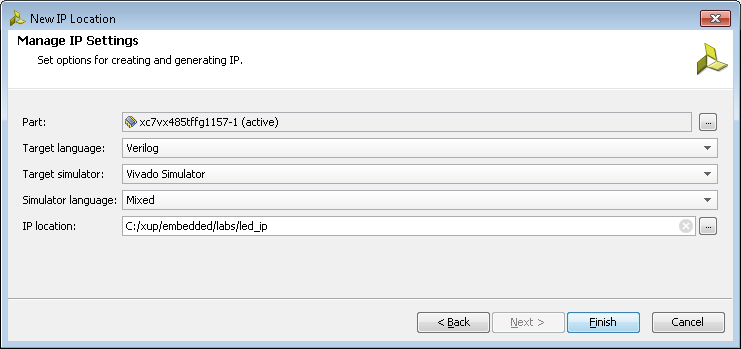 New IP Location
Manage IP Settings
Set options for creating and generating IP.
Part: xc7vx485tffg1157-1 (active) ...
Target language: Verilog
Target simulator: Vivado Simulator
Simulator language: Mixed
IP location: C:/xup/embedded/labs/led_ip ...
< Back Next > Finish Cancel